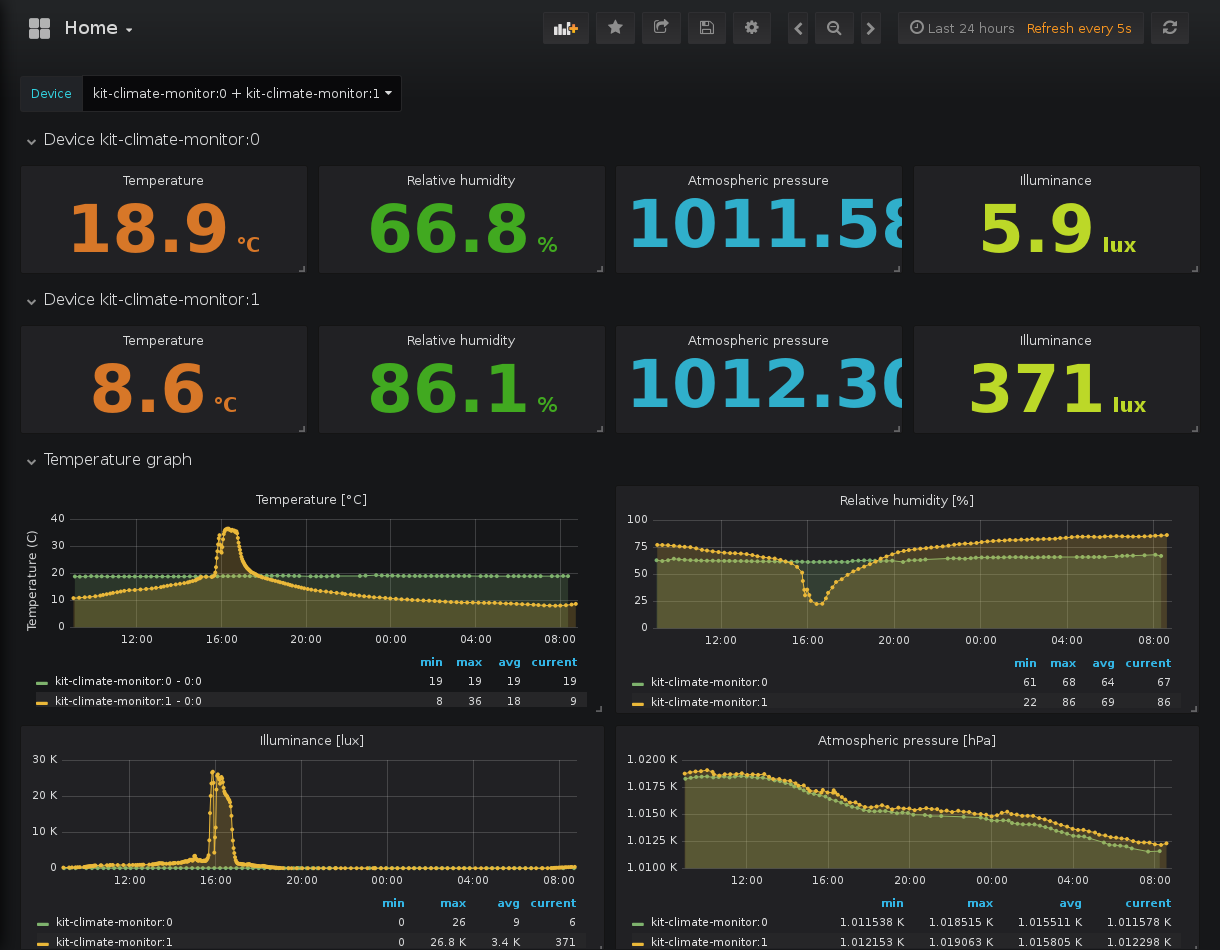 Home
Last 24 hours Refresh every 5s
Device kit-climate-monitor:0 + kit-climate-monitor:1
Device kit-climate-monitor:0
Temperature Relative humidity Atmospheric pressure Illuminance
18.9 °C 66.8 % 1011.58 5.9 lux
Device kit-climate-monitor:1
Temperature Relative humidity Atmospheric pressure Illuminance
8.6 °C 86.1 % 1012.30 371 lux
Temperature graph
Temperature [°C]
Temperature (C)
40
30
20
10
0
12:00 16:00 20:00 00:00 04:00 08:00
min max avg current
kit-climate-monitor:0 - 0:0 19 19 19 19
kit-climate-monitor:1 - 0:0 8 36 18 9
Relative humidity [%]
100
75
50
25
0
12:00 16:00 20:00 00:00 04:00 08:00
min max avg current
kit-climate-monitor:0 61 68 64 67
kit-climate-monitor:1 22 86 69 86
Illuminance [lux]
30 K
20 K
10 K
0
12:00 16:00 20:00 00:00 04:00 08:00
min max avg current
kit-climate-monitor:0 0 26 9 6
kit-climate-monitor:1 0 26.8 K 3.4 K 371
Atmospheric pressure [hPa]
1.0200 K
1.0175 K
1.0150 K
1.0125 K
1.0100 K
12:00 16:00 20:00 00:00 04:00 08:00
min max avg current
kit-climate-monitor:0 1.011538 K 1.018515 K 1.015511 K 1.011578 K
kit-climate-monitor:1 1.012153 K 1.019063 K 1.015805 K 1.012298 K